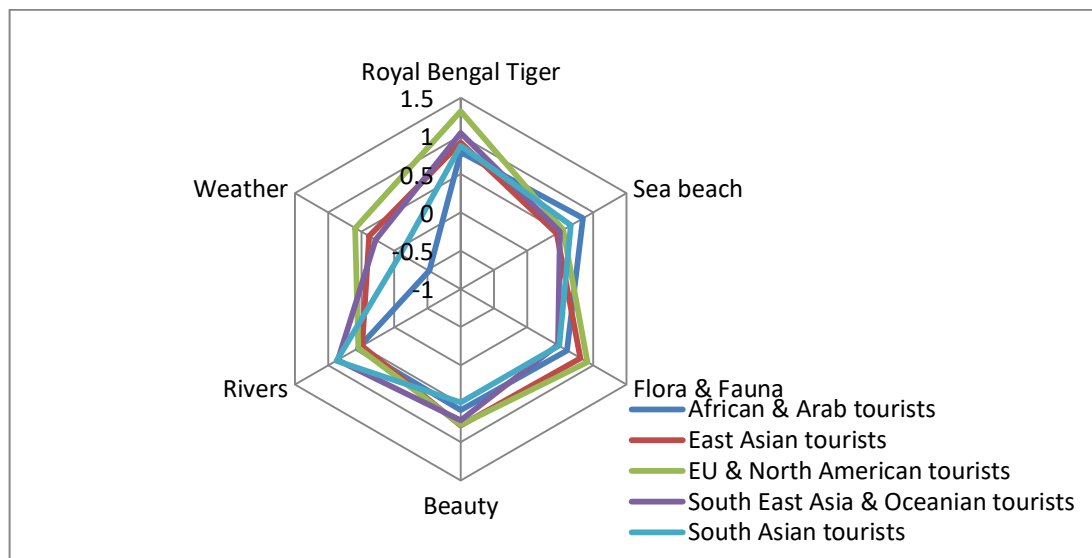 Royal Bengal Tiger
1.5
1
0.5
0
-0.5
-1
Weather
Sea beach
Rivers
Flora & Fauna
Beauty
African & Arab tourists
East Asian tourists
EU & North American tourists
South East Asia & Oceanian tourists
South Asian tourists